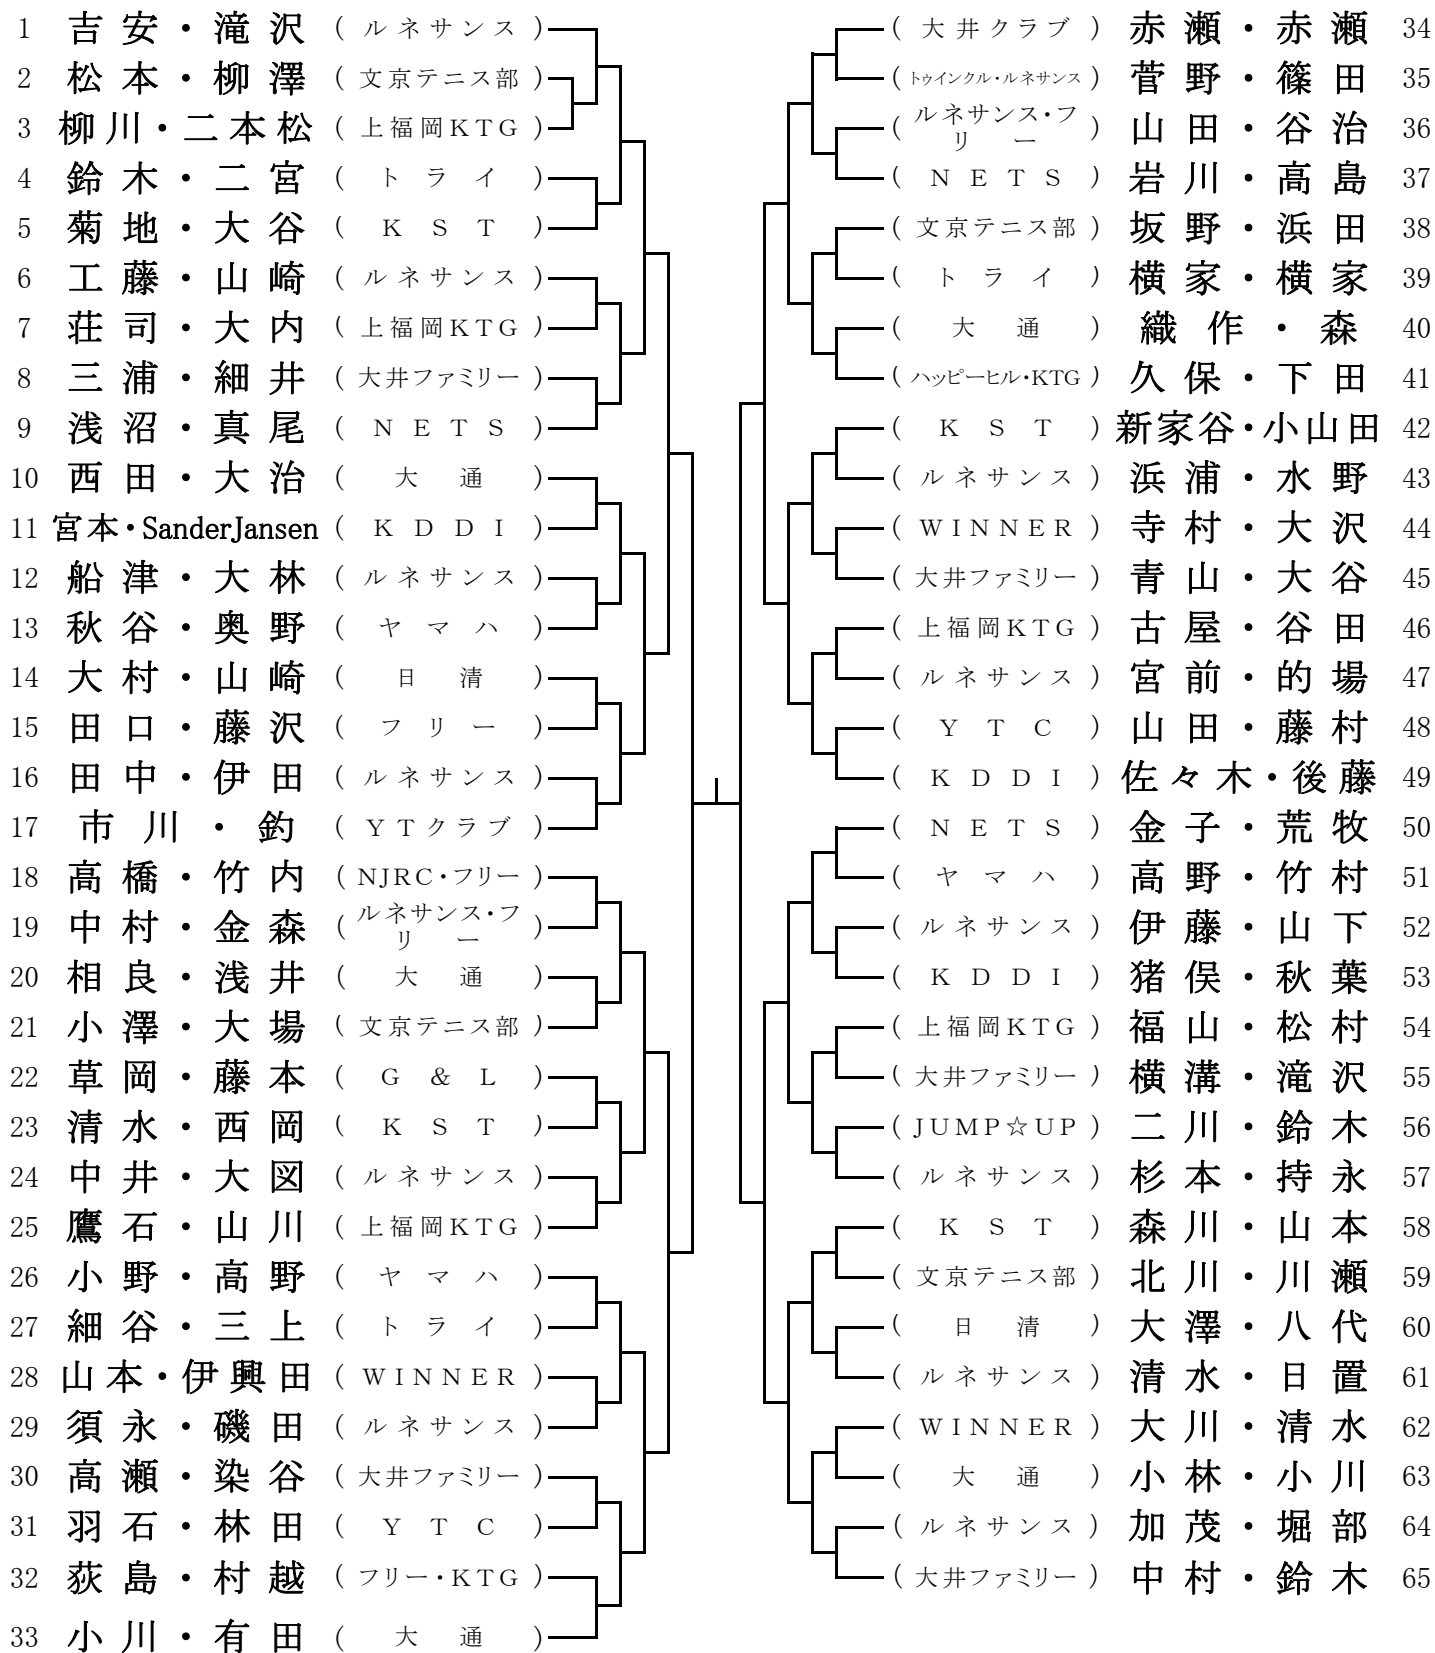 1 吉安・滝沢 (ルネサンス)
2 松本・柳澤 (文京テニス部)
3 柳川・二本松 (上福岡KTG)
4 鈴木・二宮 (トライ)
5 菊地・大谷 (KST)
6 工藤・山崎 (ルネサンス)
7 荘司・大内 (上福岡KTG)
8 三浦・細井 (大井ファミリー)
9 浅沼・真尾 (NETS)
10 西田・大治 (大通)
11 宮本・SanderJansen (KDDI)
12 船津・大林 (ルネサンス)
13 秋谷・奥野 (ヤマハ)
14 大村・山崎 (日清)
15 田口・藤沢 (フリー)
16 田中・伊田 (ルネサンス)
17 市川・釣 (YTクラブ)
18 高橋・竹内 (NJRC・フリー)
19 中村・金森 (ルネサンス・フリー)
20 相良・浅井 (大通)
21 小澤・大場 (文京テニス部)
22 草岡・藤本 (G&L)
23 清水・西岡 (KST)
24 中井・大図 (ルネサンス)
25 鷹石・山川 (上福岡KTG)
26 小野・高野 (ヤマハ)
27 細谷・三上 (トライ)
28 山本・伊興田 (WINNER)
29 須永・磯田 (ルネサンス)
30 高瀬・染谷 (大井ファミリー)
31 羽石・林田 (YTC)
32 荻島・村越 (フリー・KTG)
33 小川・有田 (大通)
(大井クラブ) 赤瀬・赤瀬 34
(トゥインクル・ルネサンス) 菅野・篠田 35
(ルネサンス・フリー) 山田・谷治 36
(NETS) 岩川・高島 37
(文京テニス部) 坂野・浜田 38
(トライ) 横家・横家 39
(大通) 織作・森 40
(ハッピーヒル・KTG) 久保・下田 41
(KST) 新家谷・小山田 42
(ルネサンス) 浜浦・水野 43
(WINNER) 寺村・大沢 44
(大井ファミリー) 青山・大谷 45
(上福岡KTG) 古屋・谷田 46
(ルネサンス) 宮前・的場 47
(YTC) 山田・藤村 48
(KDDI) 佐々木・後藤 49
(NETS) 金子・荒牧 50
(ヤマハ) 高野・竹村 51
(ルネサンス) 伊藤・山下 52
(KDDI) 猪俣・秋葉 53
(上福岡KTG) 福山・松村 54
(大井ファミリー) 横溝・滝沢 55
(JUMP☆UP) 二川・鈴木 56
(ルネサンス) 杉本・持永 57
(KST) 森川・山本 58
(文京テニス部) 北川・川瀬 59
(日清) 大澤・八代 60
(ルネサンス) 清水・日置 61
(WINNER) 大川・清水 62
(大通) 小林・小川 63
(ルネサンス) 加茂・堀部 64
(大井ファミリー) 中村・鈴木 65